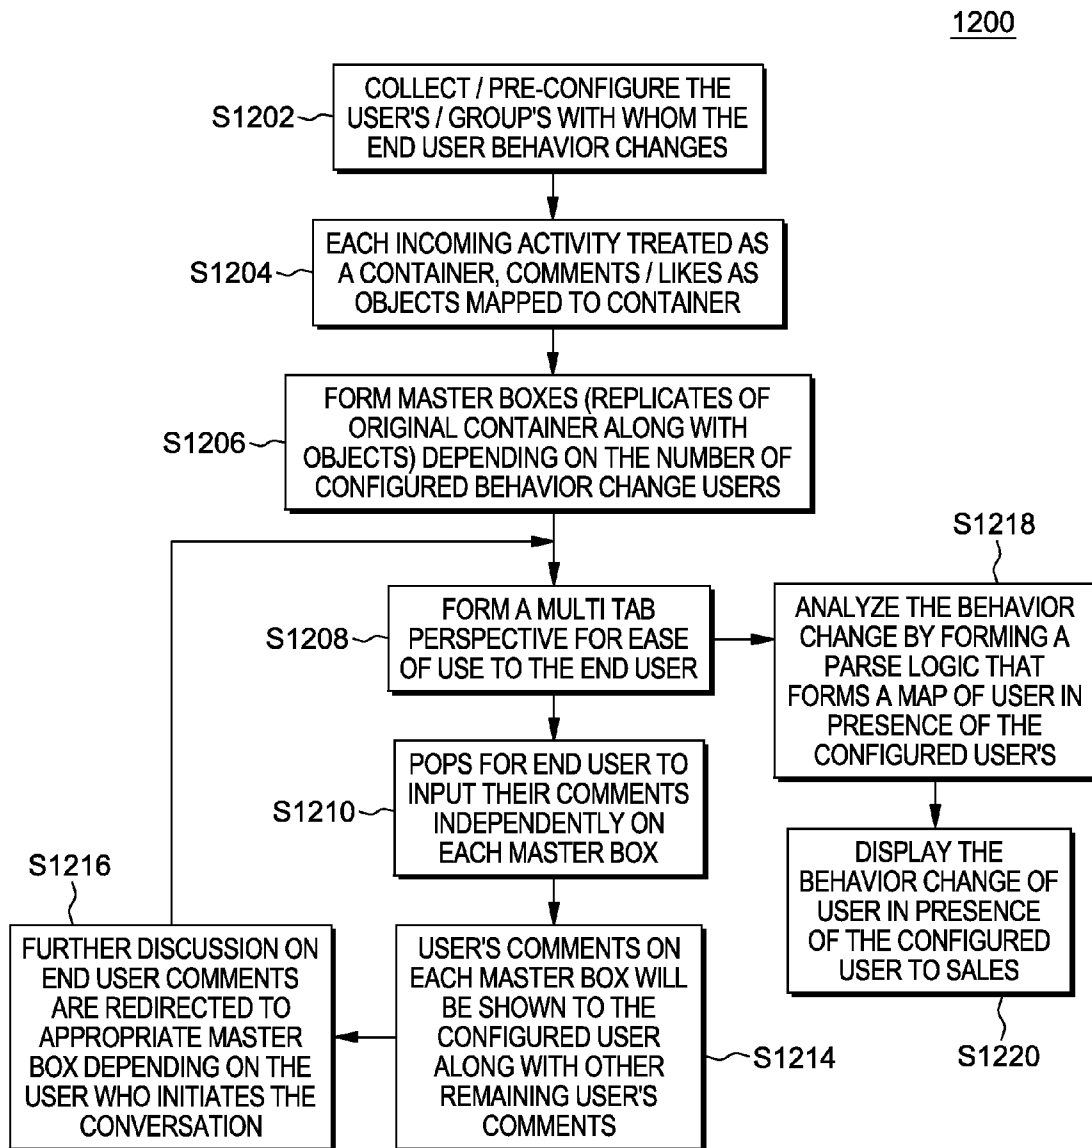 1200
S1202
COLLECT / PRE-CONFIGURE THE
USER'S / GROUP'S WITH WHOM THE
END USER BEHAVIOR CHANGES
S1204
EACH INCOMING ACTIVITY TREATED AS
A CONTAINER, COMMENTS / LIKES AS
OBJECTS MAPPED TO CONTAINER
S1206
FORM MASTER BOXES (REPLICATES OF
ORIGINAL CONTAINER ALONG WITH
OBJECTS) DEPENDING ON THE NUMBER OF
CONFIGURED BEHAVIOR CHANGE USERS
S1208
FORM A MULTI TAB
PERSPECTIVE FOR EASE
OF USE TO THE END USER
S1218
ANALYZE THE BEHAVIOR
CHANGE BY FORMING A
PARSE LOGIC THAT
FORMS A MAP OF USER IN
PRESENCE OF THE
CONFIGURED USER'S
S1210
POPS FOR END USER TO
INPUT THEIR COMMENTS
INDEPENDENTLY ON
EACH MASTER BOX
DISPLAY THE
BEHAVIOR CHANGE OF
USER IN PRESENCE
OF THE CONFIGURED
USER TO SALES
S1220
S1216
FURTHER DISCUSSION ON
END USER COMMENTS
ARE REDIRECTED TO
APPROPRIATE MASTER
BOX DEPENDING ON THE
USER WHO INITIATES THE
CONVERSATION
USER'S COMMENTS ON
EACH MASTER BOX WILL
BE SHOWN TO THE
CONFIGURED USER
ALONG WITH OTHER
REMAINING USER'S
COMMENTS
S1214